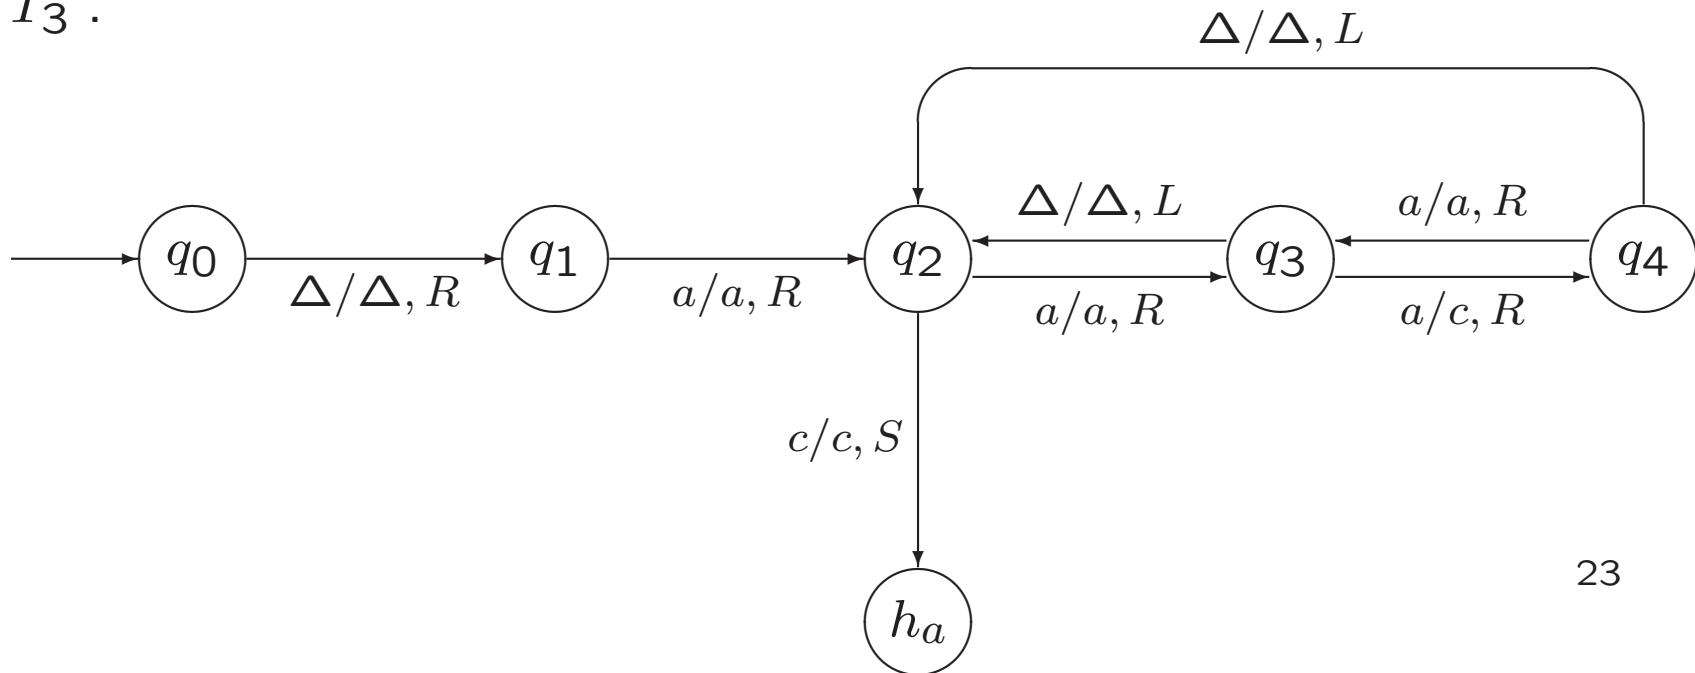 T₃ .
Δ/Δ, L
Δ/Δ, L
a/a, R
q₀
q₁
q₂
q₃
q₄
Δ/Δ, R
a/a, R
a/a, R
a/c, R
c/c, S
23
hₐ